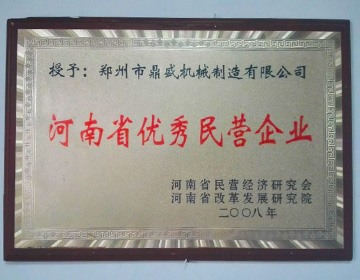 授予：郑州市鼎盛机械制造有限公司
河南省优秀民营企业
河南省民营经济研究会
河南省改革发展研究院
二〇〇八年